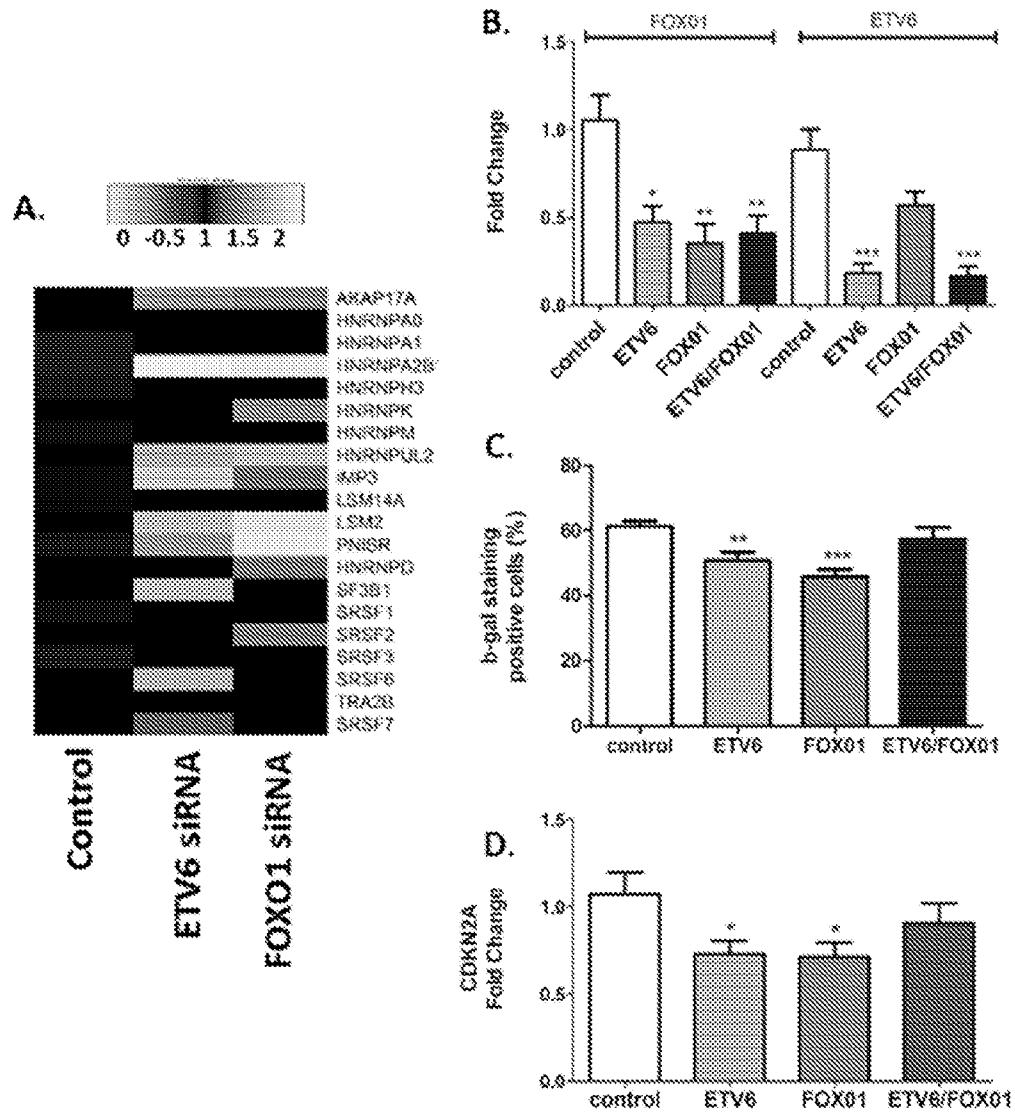 A.
0 -0.5 1 1.5 2
AKAP17A
HNRNPA0
HNRNPA1
HNRNPA2B'
HNRNPH3
HNRNPK
HNRNPM
HNRNPUL2
IMP3
LSM14A
LSM2
PNISR
HNRNPD
SF3B1
SRSF1
SRSF2
SRSF3
SRSF6
TRA2B
SRSF7
Control
ETV6 siRNA
FOXO1 siRNA
B.
FOX01
ETV6
Fold Change
1.5
1.0
0.5
0.0
*
**
**
***
***
control
ETV6
FOX01
ETV6/FOX01
control
ETV6
FOX01
ETV6/FOX01
C.
b-gal staining
positive cells (%)
80
60
40
20
0
**
***
control
ETV6
FOX01
ETV6/FOX01
D.
CDKN2A
Fold Change
1.5
1.0
0.5
0.0
*
*
control
ETV6
FOX01
ETV6/FOX01